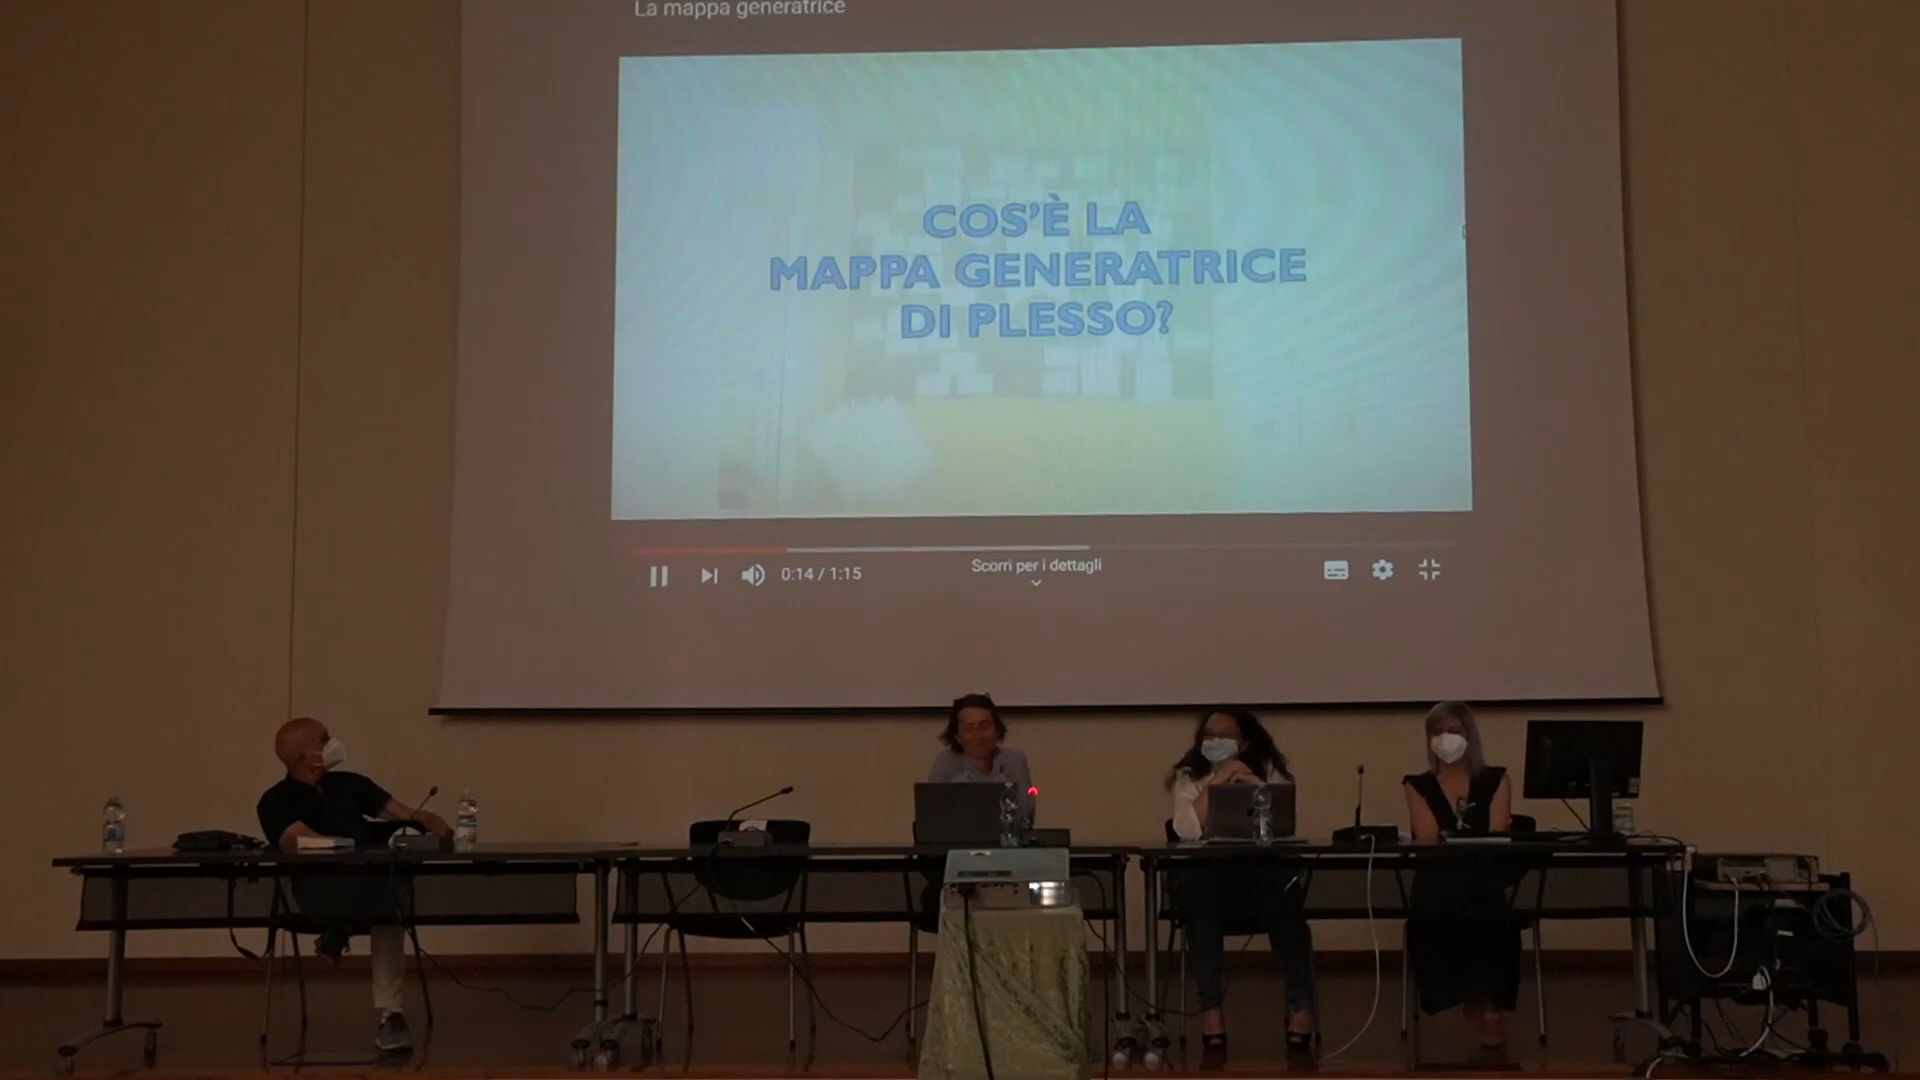 La mappa generatrice
COS'È LA
MAPPA GENERATRICE
DI PLESSO?
0:14 / 1:15
Scorri per i dettagli